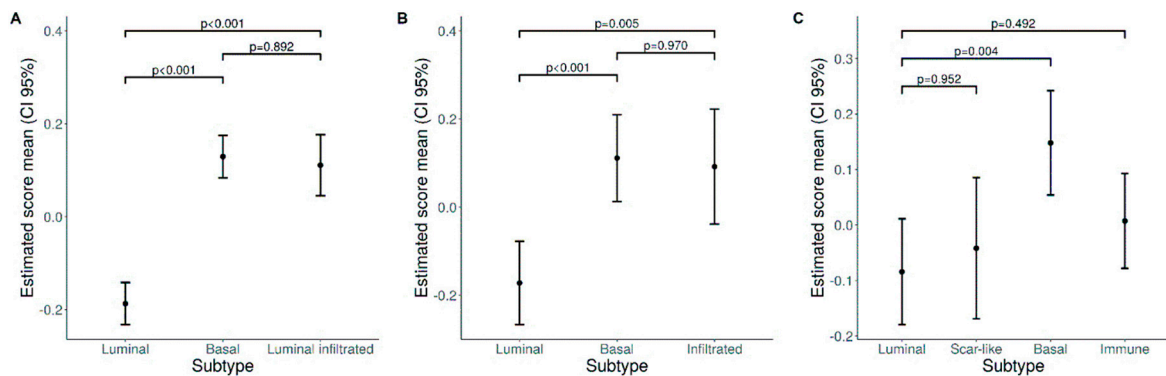 A
Estimated score mean (CI 95%)
0.4
0.2
0.0
-0.2
p<0.001
p=0.892
p<0.001
Luminal Basal Luminal infiltrated
Subtype
B
Estimated score mean (CI 95%)
0.4
0.2
0.0
-0.2
p=0.005
p=0.970
p<0.001
Luminal Basal Infiltrated
Subtype
C
Estimated score mean (CI 95%)
0.3
0.2
0.1
0.0
-0.1
-0.2
p=0.492
p=0.004
p=0.952
Luminal Scar-like Basal Immune
Subtype